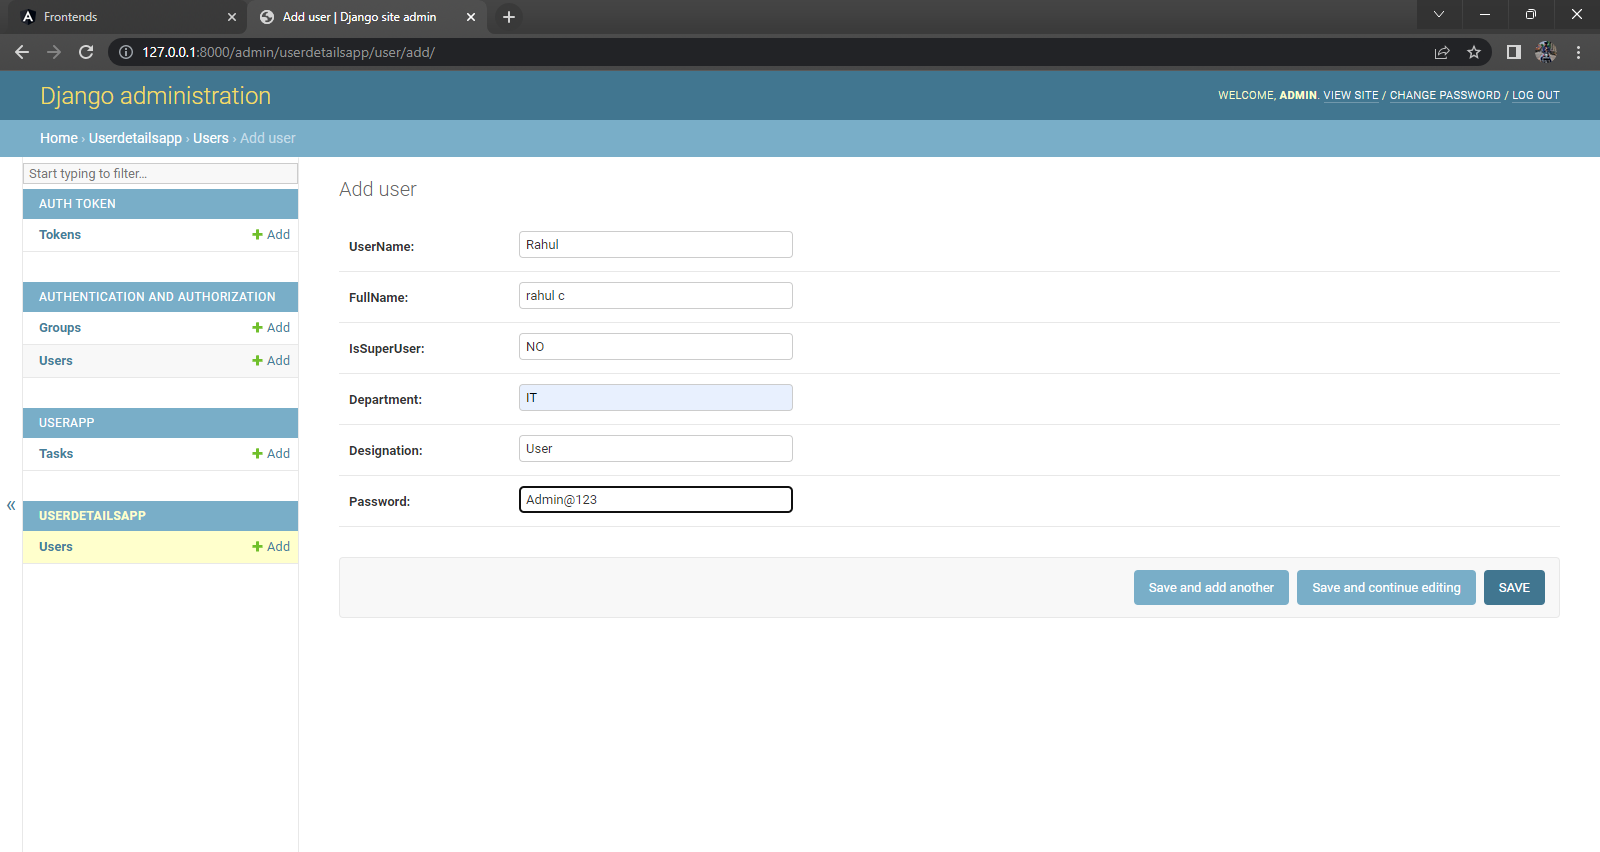 Frontends
Add user | Django site admin
127.0.0.1:8000/admin/userdetailsapp/user/add/
Django administration
WELCOME, ADMIN. VIEW SITE / CHANGE PASSWORD / LOG OUT
Home › Userdetailsapp › Users › Add user
Start typing to filter...
AUTH TOKEN
Tokens + Add
AUTHENTICATION AND AUTHORIZATION
Groups + Add
Users + Add
USERAPP
Tasks + Add
«
USERDETAILSAPP
Users + Add
Add user
UserName: Rahul
FullName: rahul c
IsSuperUser: NO
Department: IT
Designation: User
Password: Admin@123
Save and add another Save and continue editing SAVE